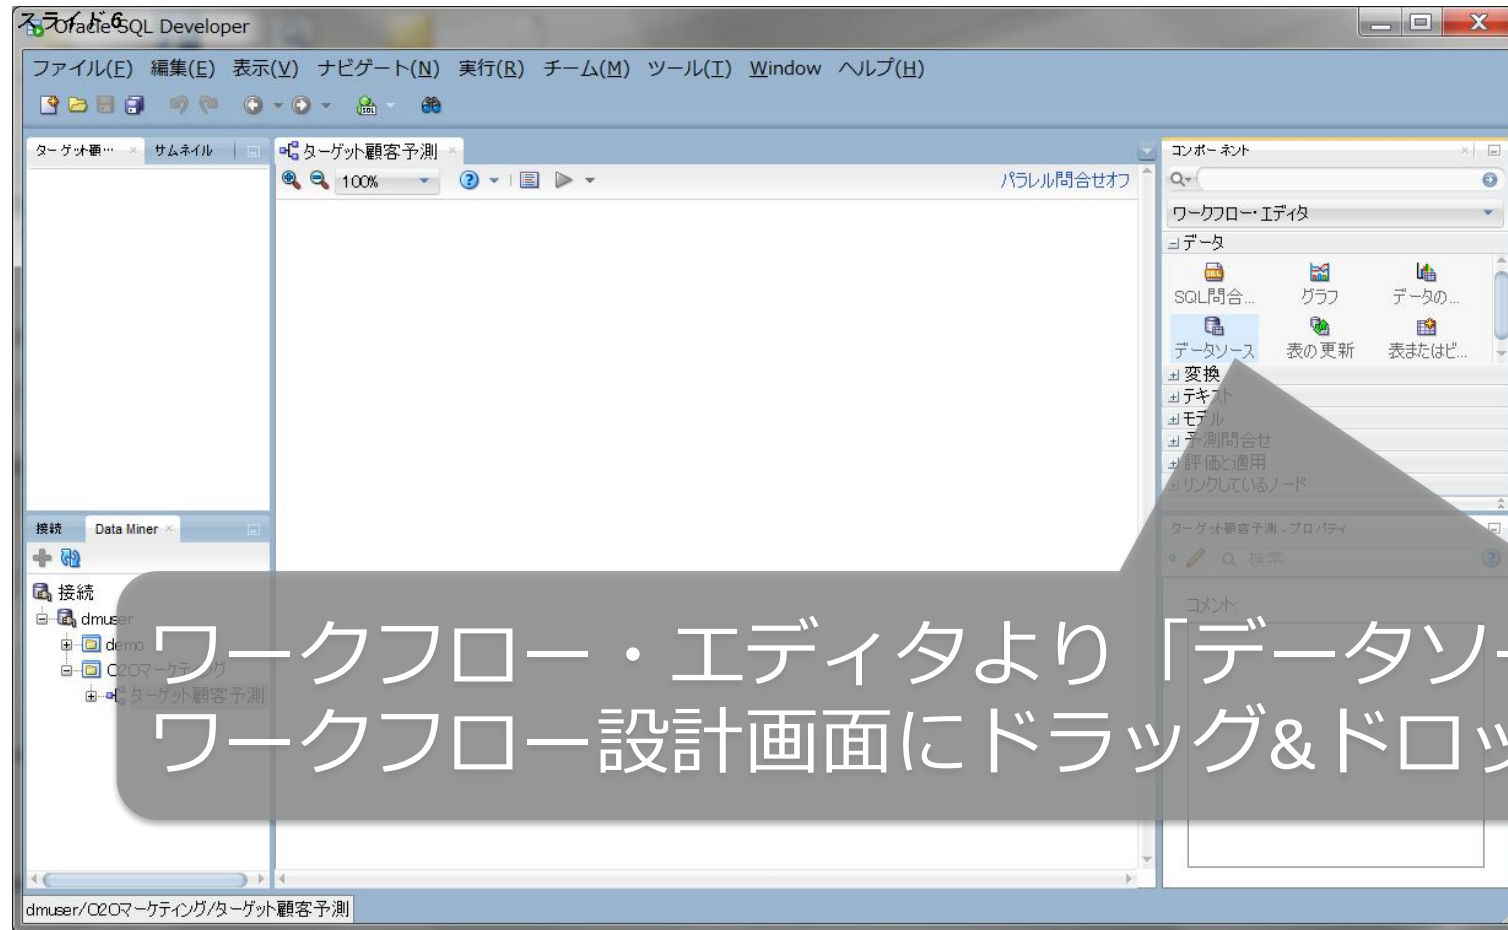 スライド6
Oracle SQL Developer
ファイル(F) 編集(E) 表示(V) ナビゲート(N) 実行(R) チーム(M) ツール(T) Window ヘルプ(H)
ターゲット顧… サムネイル
ターゲット顧客予測
100%
パラレル問合せオフ
コンポーネント
ワークフロー・エディタ
データ
SQL問合... グラフ データの...
データソース 表の更新 表またはビ...
変換
テキスト
モデル
予測問合せ
評価と適用
リンクしているノード
接続 Data Miner
接続
dmuser
demo
O2Oマーケティング
ターゲット顧客予測
ターゲット顧客予測 - プロパティ
検索
コメント:
ワークフロー・エディタより「データソー
ワークフロー設計画面にドラッグ&ドロッ
dmuser/O2Oマーケティング/ターゲット顧客予測